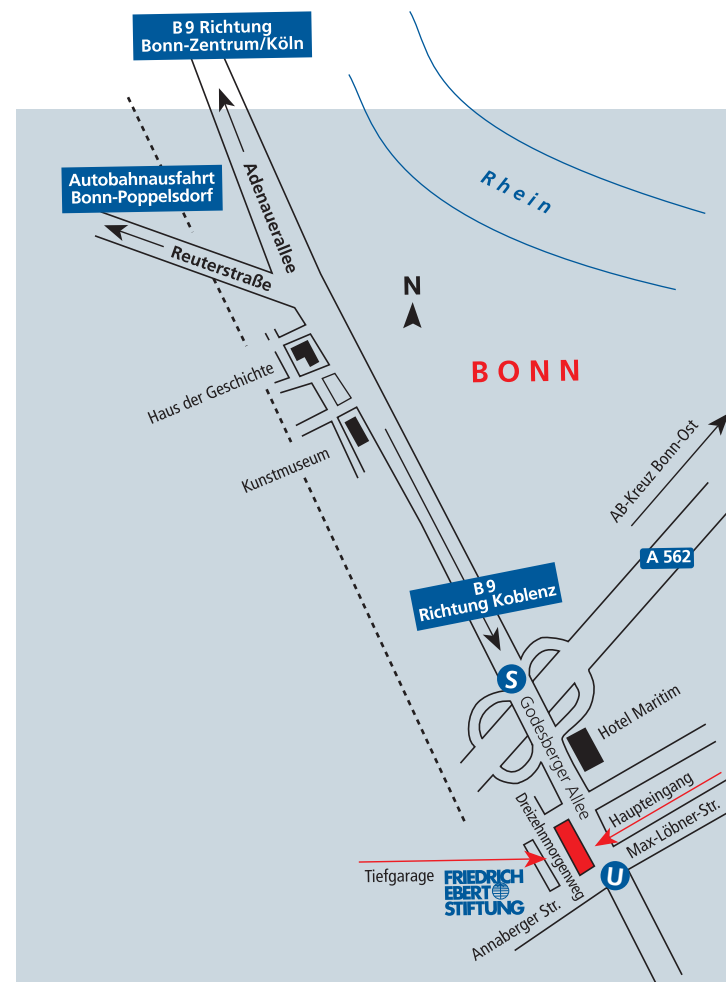 B 9 Richtung
Bonn-Zentrum/Köln
Autobahnausfahrt
Bonn-Poppelsdorf
Adenauerallee
Reuterstraße
Rhein
N
BONN
Haus der Geschichte
Kunstmuseum
AB-Kreuz Bonn-Ost
A 562
B 9
Richtung Koblenz
S
Godesberger Allee
Hotel Maritim
Haupteingang
Max-Löbner-Str.
Dreizehnmorgenweg
Tiefgarage
FRIEDRICH
EBERT
STIFTUNG
U
Annaberger Str.